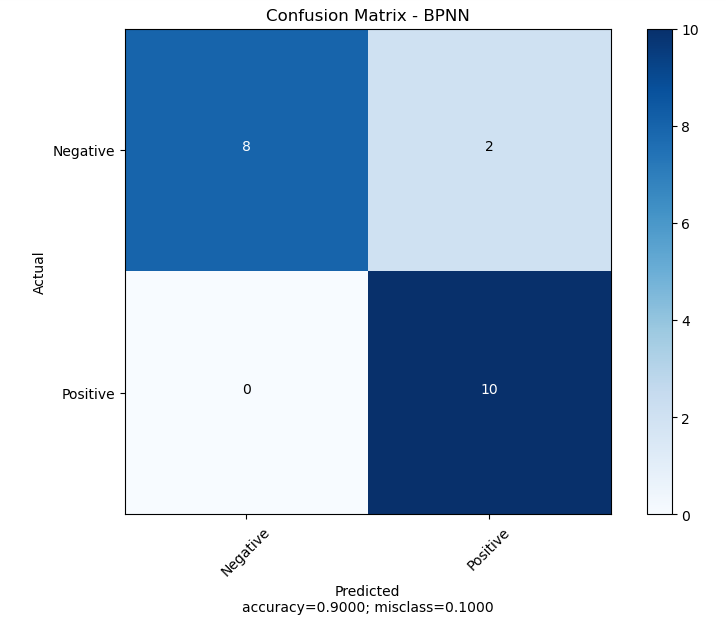 Confusion Matrix - BPNN
10
8
6
4
2
0
Actual
Negative
Positive
8
2
0
10
Negative
Positive
Predicted
accuracy=0.9000; misclass=0.1000